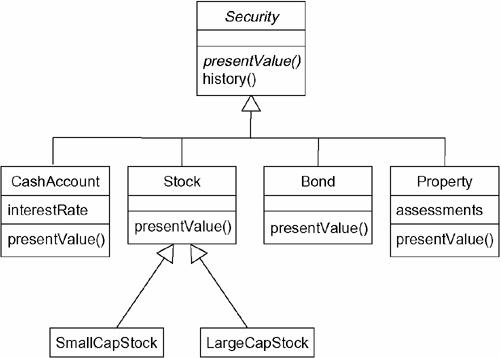 Security
presentValue()
history()
CashAccount
interestRate
presentValue()
Stock
presentValue()
Bond
presentValue()
Property
assessments
presentValue()
SmallCapStock
LargeCapStock